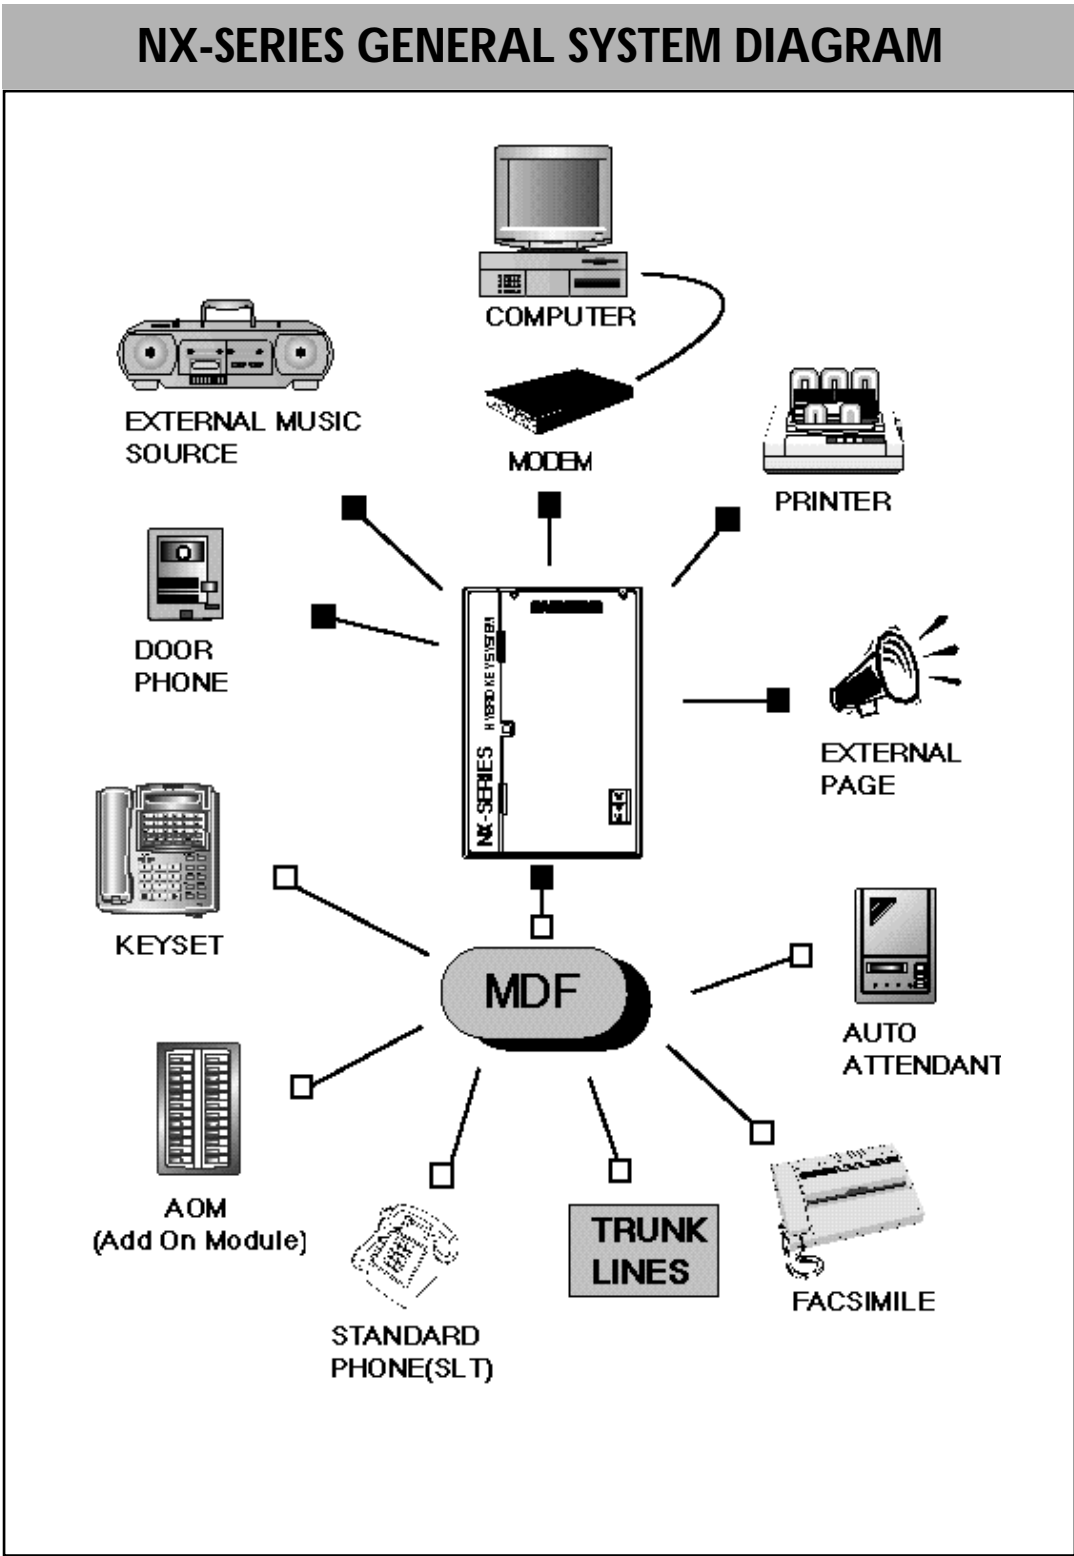 NX-SERIES GENERAL SYSTEM DIAGRAM
COMPUTER
EXTERNAL MUSIC
SOURCE
MODEM
PRINTER
DOOR
PHONE
NX-SERIES HYBRID KEY SYSTEM
EXTERNAL
PAGE
KEYSET
MDF
AUTO
ATTENDANT
AOM
(Add On Module)
TRUNK
LINES
FACSIMILE
STANDARD
PHONE(SLT)